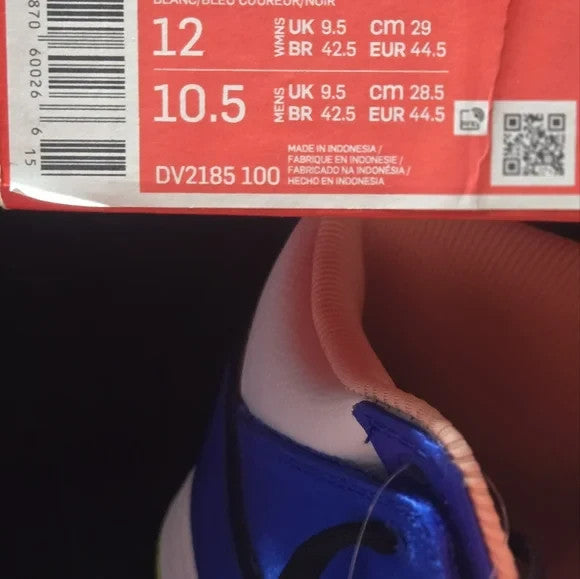 BLANC/BLEU COUREUR/NOIR
12 WMNS UK 9.5 CM 29
BR 42.5 EUR 44.5
10.5 MENS UK 9.5 CM 28.5
BR 42.5 EUR 44.5
DV2185 100
MADE IN INDONESIA /
FABRIQUE EN INDONESIE /
FABRICADO NA INDONÉSIA /
HECHO EN INDONESIA
870 60026 6 15